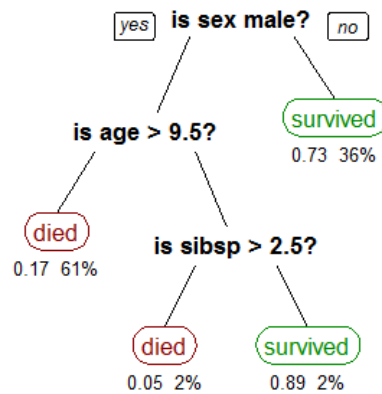 yes is sex male? no
survived
0.73 36%
is age > 9.5?
died
0.17 61%
is sibsp > 2.5?
died survived
0.05 2% 0.89 2%